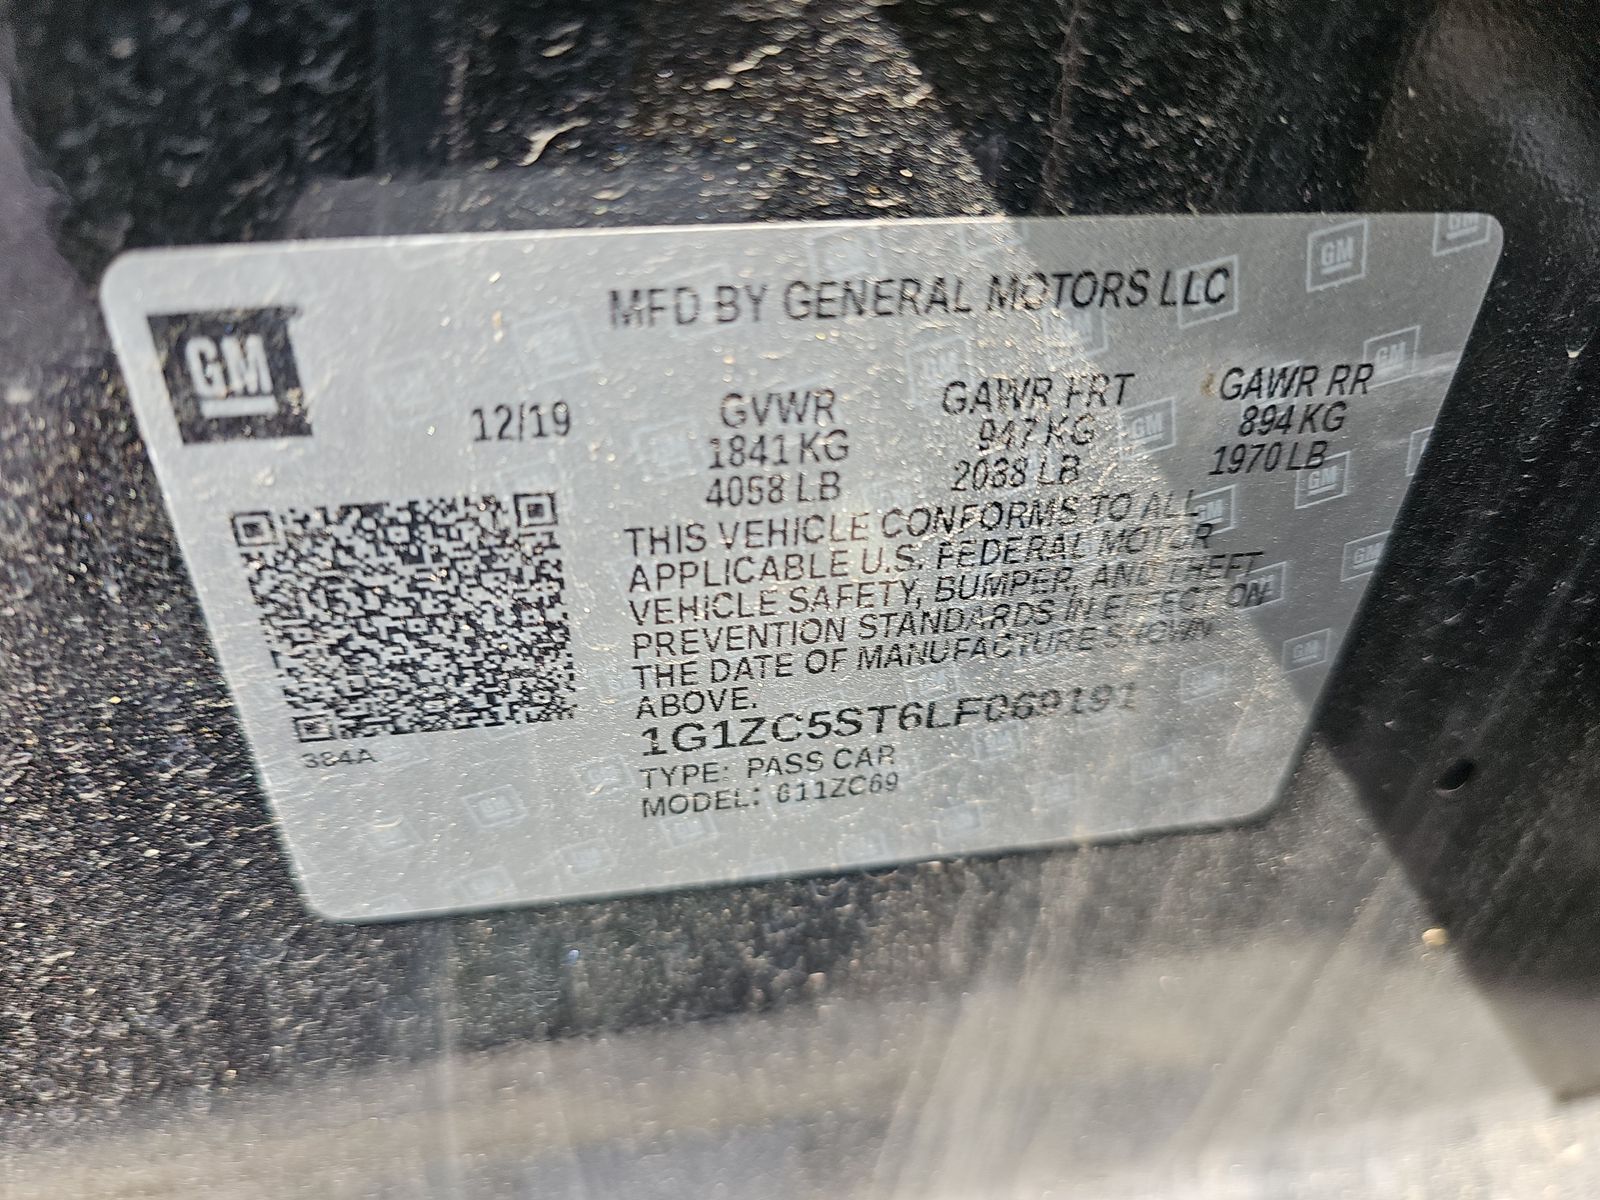 MFD BY GENERAL MOTORS LLC
GM
12/19
GVWR
1841 KG
4058 LB
GAWR FRT
947 KG
2088 LB
GAWR RR
894 KG
1970 LB
THIS VEHICLE CONFORMS TO ALL
APPLICABLE U.S. FEDERAL MOTOR
VEHICLE SAFETY, BUMPER, AND THEFT
PREVENTION STANDARDS IN EFFECT ON
THE DATE OF MANUFACTURE SHOWN
ABOVE.
1G1ZC5ST6LF069191
TYPE: PASS CAR
MODEL: 611ZC69
384A